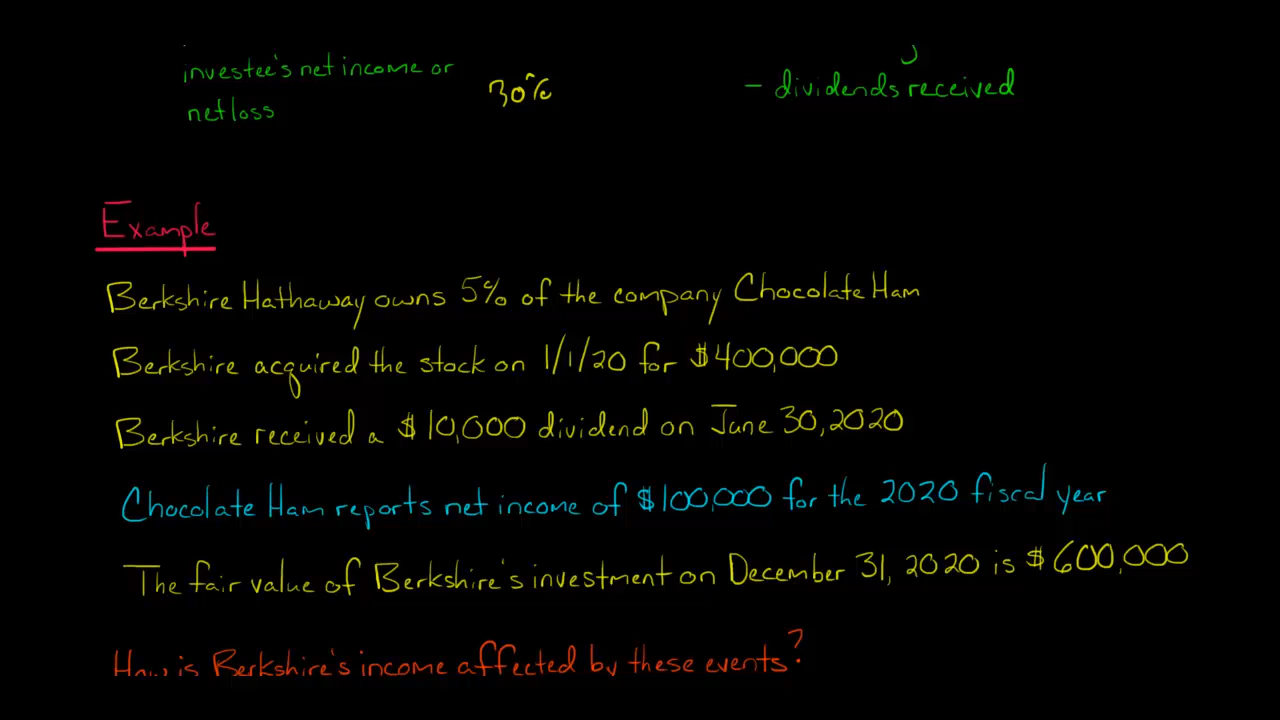 investee's net income or
net loss
30%
- dividends received
Example
Berkshire Hathaway owns 5% of the company Chocolate Ham
Berkshire acquired the stock on 1/1/20 for $400,000
Berkshire received a $10,000 dividend on June 30, 2020
Chocolate Ham reports net income of $100,000 for the 2020 fiscal year
The fair value of Berkshire's investment on December 31, 2020 is $600,000
How is Berkshire's income affected by these events?